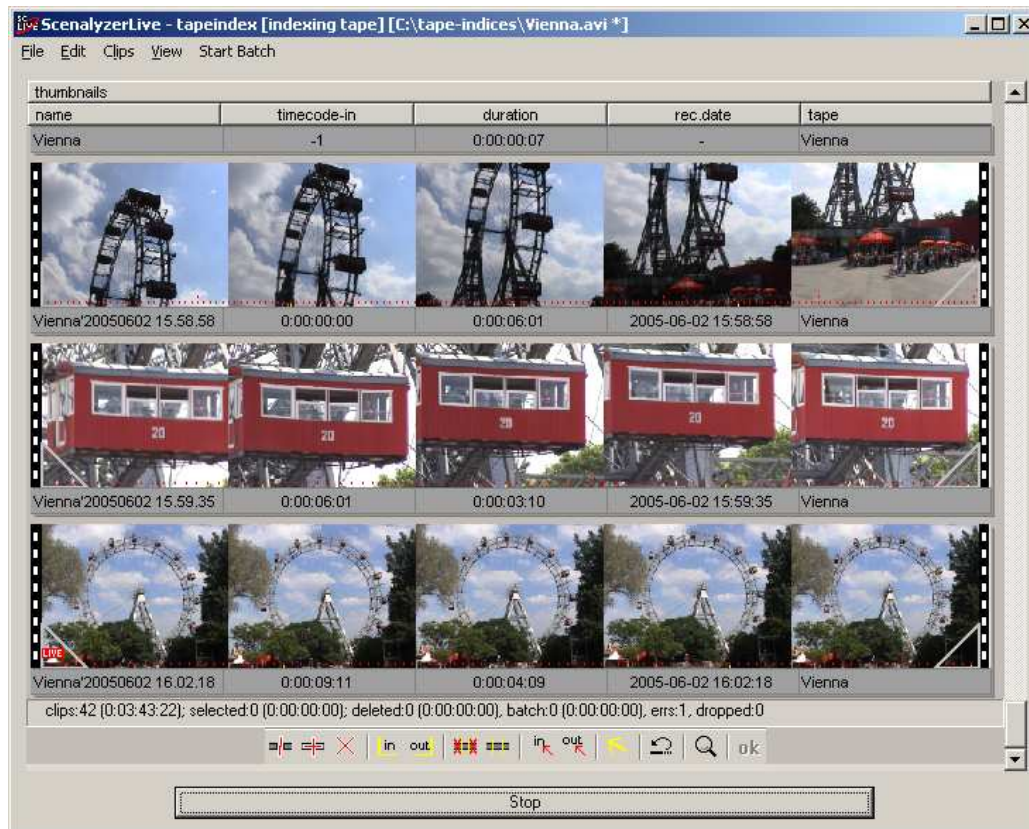 ScenalyzerLive - tapeindex [indexing tape] [C:\tape-indices\Vienna.avi *]
File Edit Clips View Start Batch
thumbnails
name timecode-in duration rec.date tape
Vienna -1 0:00:00:07 - Vienna
Vienna'20050602 15.58.58 0:00:00:00 0:00:06:01 2005-06-02 15:58:58 Vienna
20 20 20 20 20
Vienna'20050602 15.59.35 0:00:06:01 0:00:03:10 2005-06-02 15:59:35 Vienna
LIVE
Vienna'20050602 16.02.18 0:00:09:11 0:00:04:09 2005-06-02 16:02:18 Vienna
clips:42 (0:03:43:22); selected:0 (0:00:00:00); deleted:0 (0:00:00:00), batch:0 (0:00:00:00), errs:1, dropped:0
in out in out ok
Stop